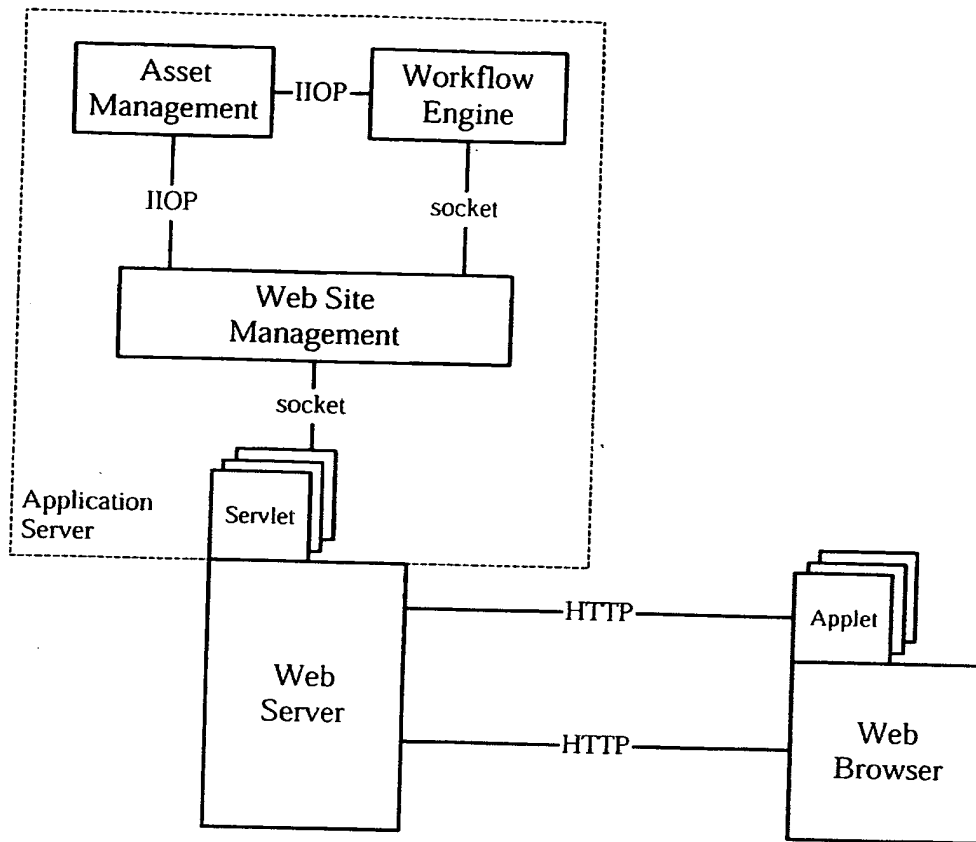 Asset
Management
IIOP
Workflow
Engine
IIOP
socket
Web Site
Management
socket
Application
Server
Servlet
HTTP
Applet
Web
Server
HTTP
Web
Browser